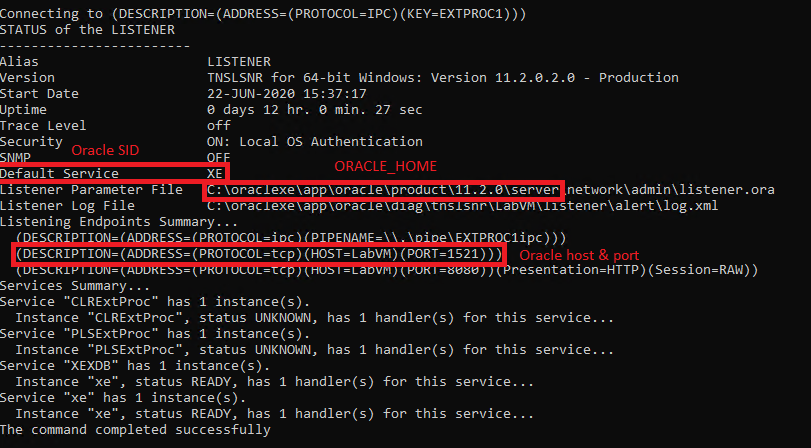 Connecting to (DESCRIPTION=(ADDRESS=(PROTOCOL=IPC)(KEY=EXTPROC1)))
STATUS of the LISTENER
------------------------
Alias                     LISTENER
Version                   TNSLSNR for 64-bit Windows: Version 11.2.0.2.0 - Production
Start Date                22-JUN-2020 15:37:17
Uptime                    0 days 12 hr. 0 min. 27 sec
Trace Level               off
Security                  ON: Local OS Authentication
Oracle SID
SNMP                      OFF
ORACLE_HOME
Default Service           XE
Listener Parameter File   C:\oraclexe\app\oracle\product\11.2.0\server\network\admin\listener.ora
Listener Log File         C:\oraclexe\app\oracle\diag\tnslsnr\LabVM\listener\alert\log.xml
Listening Endpoints Summary...
  (DESCRIPTION=(ADDRESS=(PROTOCOL=ipc)(PIPENAME=\\.\pipe\EXTPROC1ipc)))
  (DESCRIPTION=(ADDRESS=(PROTOCOL=tcp)(HOST=LabVM)(PORT=1521)))
Oracle host & port
  (DESCRIPTION=(ADDRESS=(PROTOCOL=tcp)(HOST=LabVM)(PORT=8080))(Presentation=HTTP)(Session=RAW))
Services Summary...
Service "CLRExtProc" has 1 instance(s).
  Instance "CLRExtProc", status UNKNOWN, has 1 handler(s) for this service...
Service "PLSExtProc" has 1 instance(s).
  Instance "PLSExtProc", status UNKNOWN, has 1 handler(s) for this service...
Service "XEXDB" has 1 instance(s).
  Instance "xe", status READY, has 1 handler(s) for this service...
Service "xe" has 1 instance(s).
  Instance "xe", status READY, has 1 handler(s) for this service...
The command completed successfully